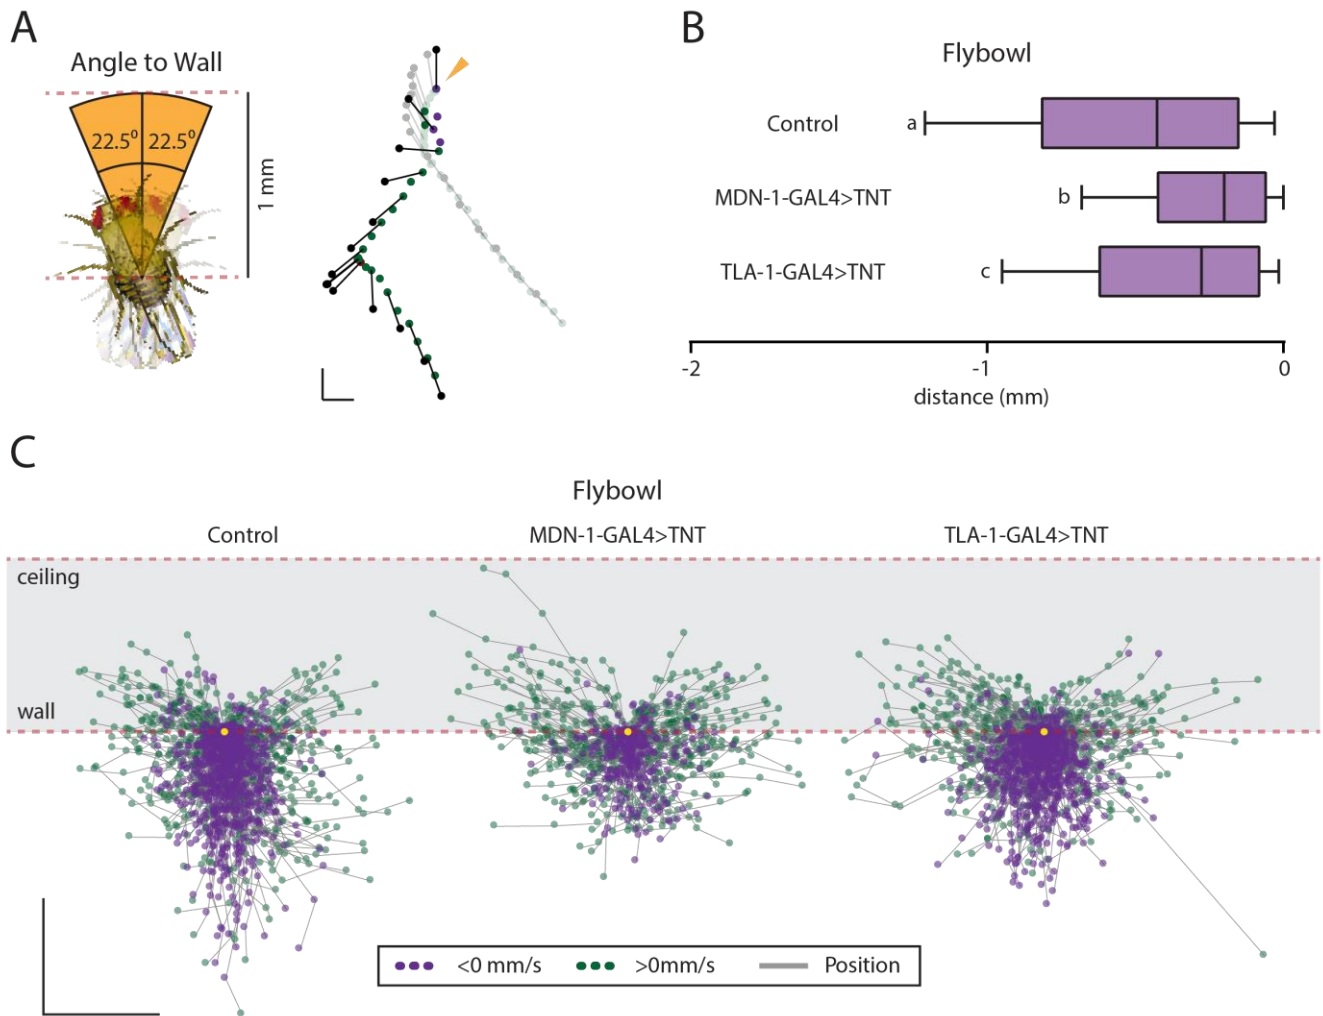 A
Angle to Wall
22.5⁰ 22.5⁰
1 mm
B
Flybowl
Control
a
MDN-1-GAL4>TNT
b
TLA-1-GAL4>TNT
c
-2 -1 0
distance (mm)
C
Flybowl
Control MDN-1-GAL4>TNT TLA-1-GAL4>TNT
ceiling
wall
<0 mm/s >0mm/s Position